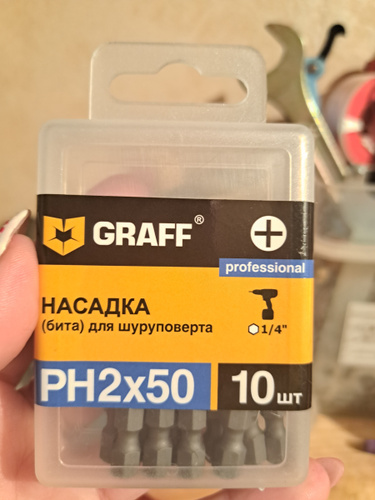 GRAFF®
professional
НАСАДКА
(бита) для шуруповерта
1/4"
PH2x50
10 шт